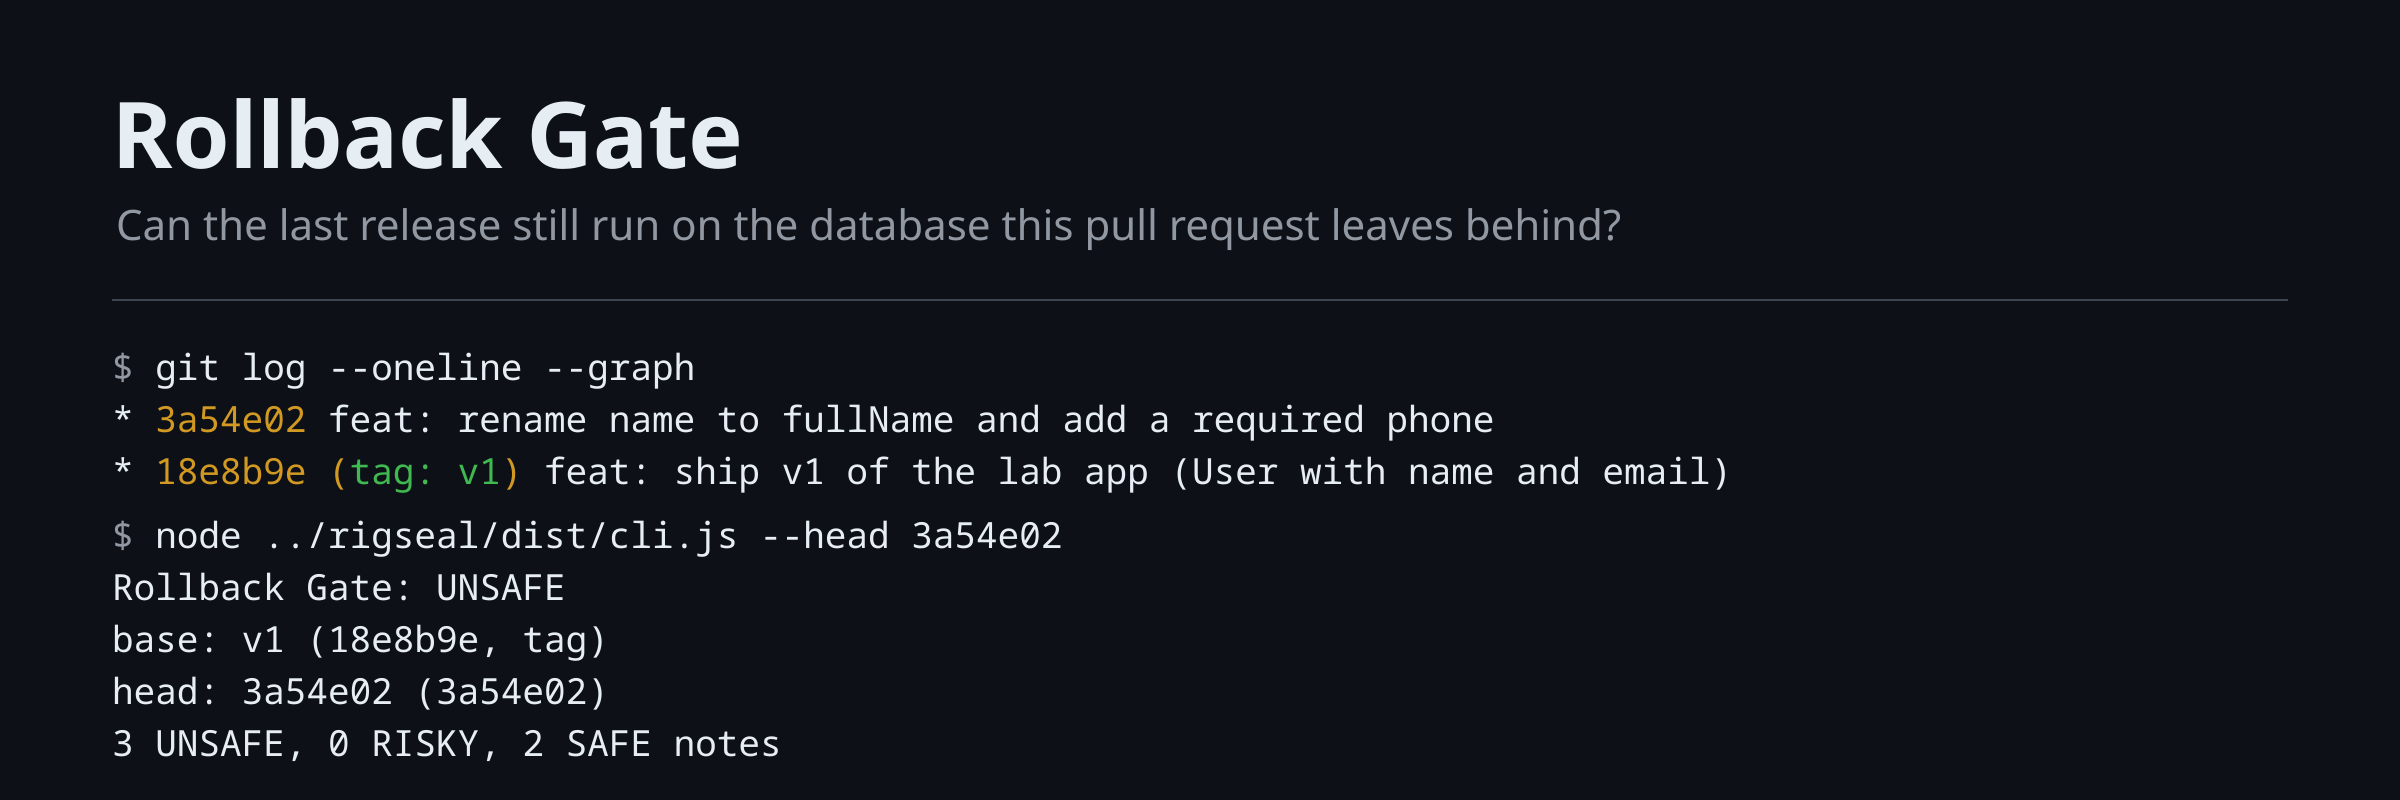 Rollback Gate
Can the last release still run on the database this pull request leaves behind?
$ git log --oneline --graph
* 3a54e02 feat: rename name to fullName and add a required phone
* 18e8b9e (tag: v1) feat: ship v1 of the lab app (User with name and email)
$ node ../rigseal/dist/cli.js --head 3a54e02
Rollback Gate: UNSAFE
base: v1 (18e8b9e, tag)
head: 3a54e02 (3a54e02)
3 UNSAFE, 0 RISKY, 2 SAFE notes